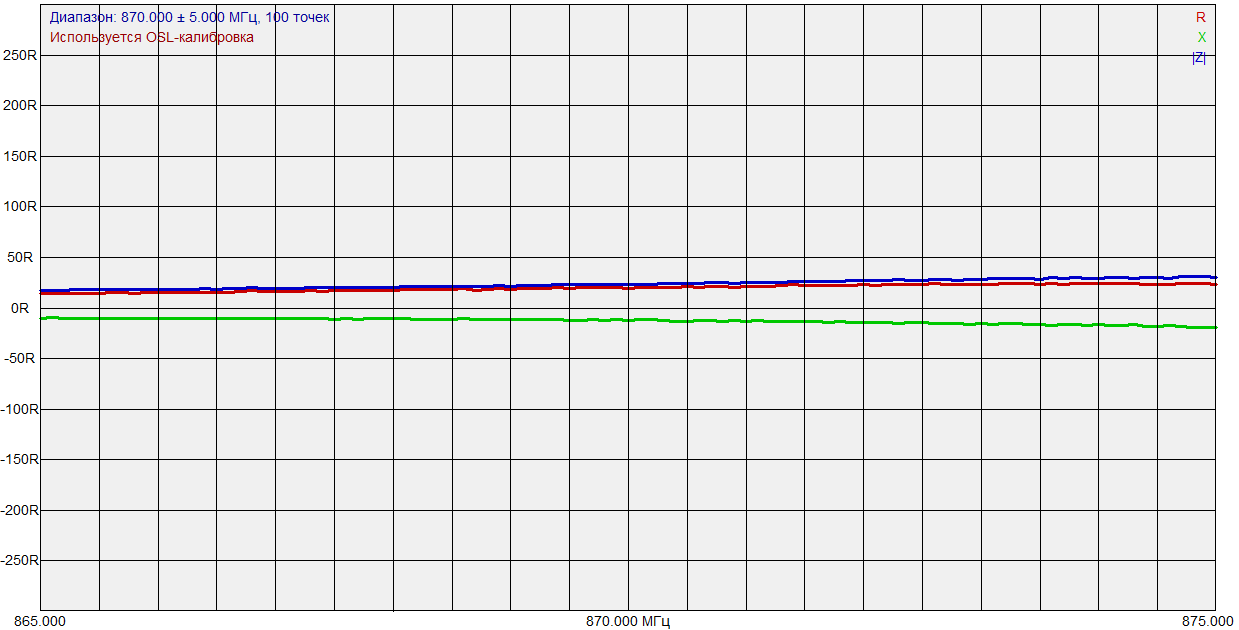 Диапазон: 870.000 ± 5.000 МГц, 100 точек
R
Используется OSL-калибровка
X
|Z|
250R
200R
150R
100R
50R
0R
-50R
-100R
-150R
-200R
-250R
865.000
870.000 МГц
875.000